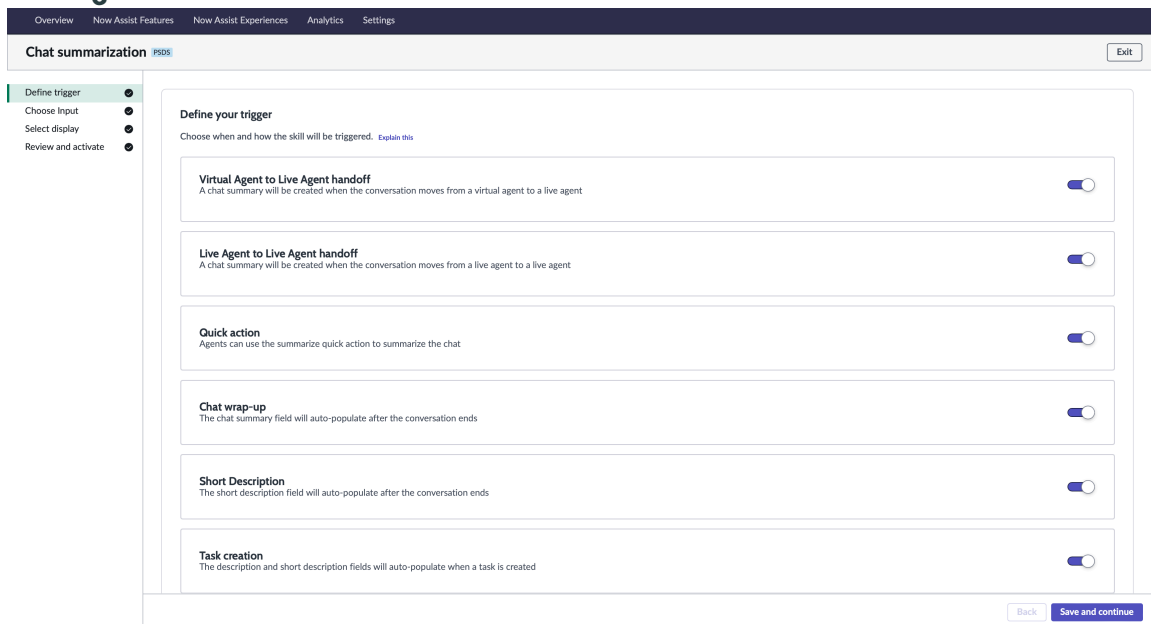 Overview Now Assist Features Now Assist Experiences Analytics Settings
Chat summarization PSDS
Exit
Define trigger
Choose Input
Select display
Review and activate
Define your trigger
Choose when and how the skill will be triggered. Explain this
Virtual Agent to Live Agent handoff
A chat summary will be created when the conversation moves from a virtual agent to a live agent
Live Agent to Live Agent handoff
A chat summary will be created when the conversation moves from a live agent to a live agent
Quick action
Agents can use the summarize quick action to summarize the chat
Chat wrap-up
The chat summary field will auto-populate after the conversation ends
Short Description
The short description field will auto-populate after the conversation ends
Task creation
The description and short description fields will auto-populate when a task is created
Back Save and continue